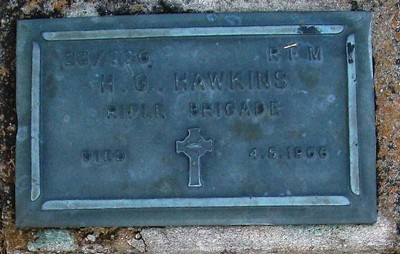 RFM
H. G. HAWKINS
RIFLE BRIGADE
DIED 4.5.1966